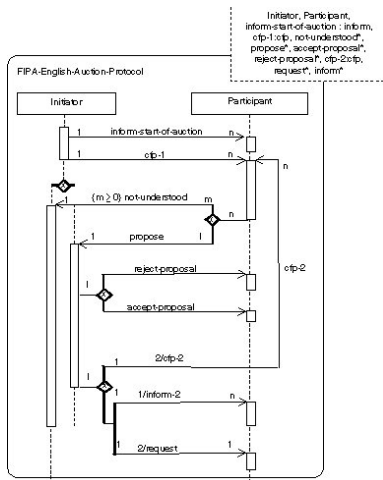 Initiator, Participant,
inform-start-of-auction : inform,
cfp-1:cfp, not-understood*,
propose*, accept-proposal*,
reject-proposal*, cfp-2:cfp,
request*, inform*
FIPA-English-Auction-Protocol
Initiator
Participant
1 inform-start-of-auction n
1 cfp-1 n
n
1 {m ≥ 0} not-understood m
x n
1 propose l
cfp-2
reject-proposal
l x
accept-proposal
1 2/cfp-2
l x
1 1/inform-2 n
1 2/request 1